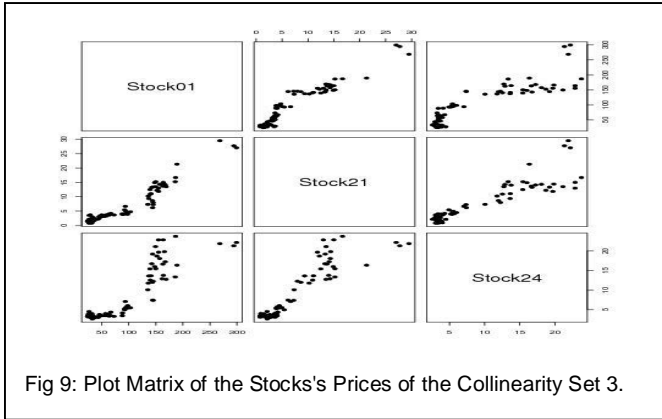 0 5 10 15 20 25 30
Stock01
50 100 150 200 250 300
0 5 10 15 20 25 30
Stock21
5 10 15 20
Stock24
50 100 150 200 250 300
5 10 15 20
Fig 9: Plot Matrix of the Stocks's Prices of the Collinearity Set 3.